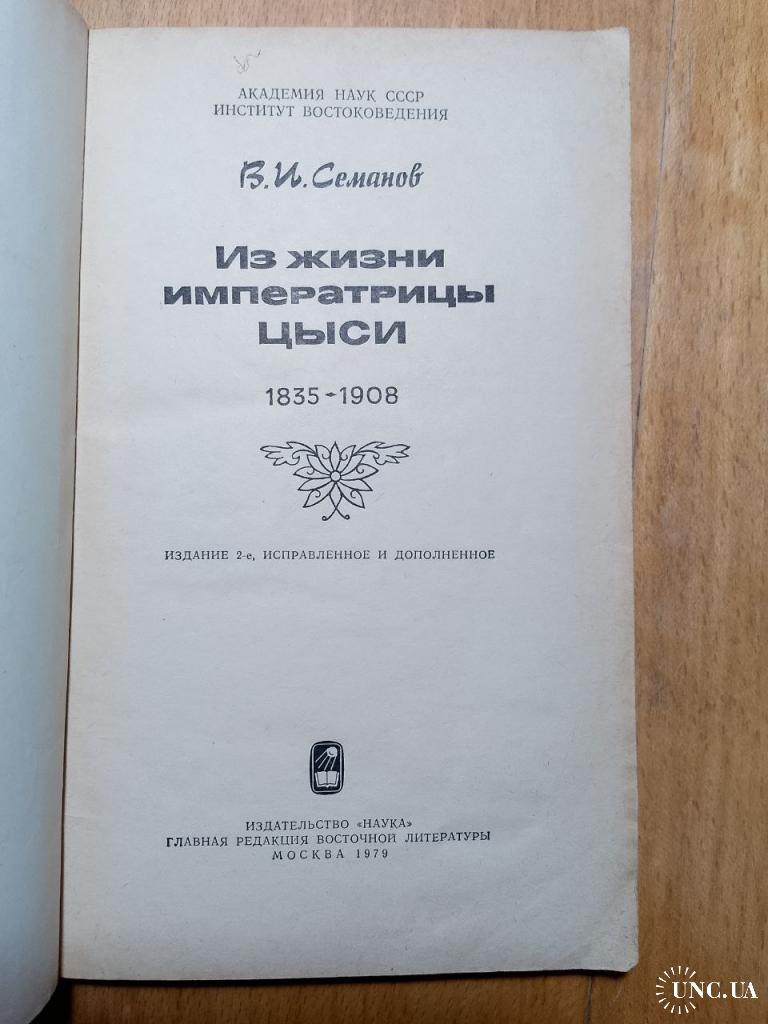 АКАДЕМИЯ НАУК СССР
ИНСТИТУТ ВОСТОКОВЕДЕНИЯ
В.И.Семанов
Из жизни
императрицы
ЦЫСИ
1835-1908
ИЗДАНИЕ 2-е, ИСПРАВЛЕННОЕ И ДОПОЛНЕННОЕ
ИЗДАТЕЛЬСТВО «НАУКА»
ГЛАВНАЯ РЕДАКЦИЯ ВОСТОЧНОЙ ЛИТЕРАТУРЫ
МОСКВА 1979
UNC.UA